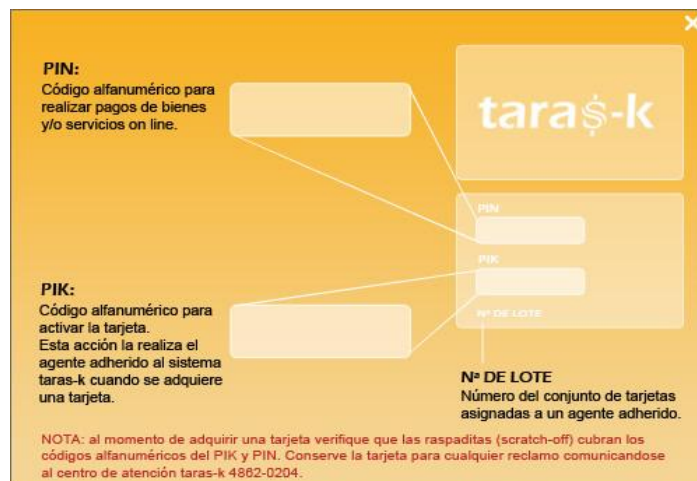 PIN:
Código alfanumérico para
realizar pagos de bienes
y/o servicios on line.
tara$-k
PIN
PIK
Nº DE LOTE
PIK:
Código alfanumérico para
activar la tarjeta.
Esta acción la realiza el
agente adherido al sistema
taras-k cuando se adquiere
una tarjeta.
Nª DE LOTE
Número del conjunto de tarjetas
asignadas a un agente adherido.
NOTA: al momento de adquirir una tarjeta verifique que las raspaditas (scratch-off) cubran los
códigos alfanuméricos del PIK y PIN. Conserve la tarjeta para cualquier reclamo comunicandose
al centro de atención taras-k 4862-0204.